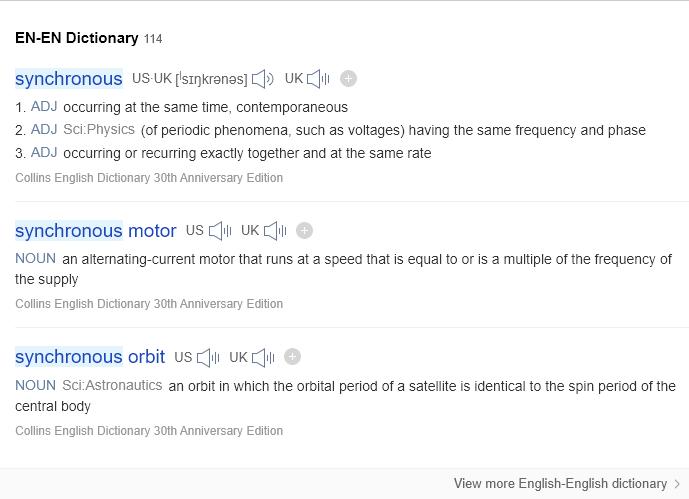 EN-EN Dictionary 114
synchronous US·UK [ˈsɪŋkrənəs] UK
1. ADJ occurring at the same time, contemporaneous
2. ADJ Sci:Physics (of periodic phenomena, such as voltages) having the same frequency and phase
3. ADJ occurring or recurring exactly together and at the same rate
Collins English Dictionary 30th Anniversary Edition
synchronous motor US UK
NOUN an alternating-current motor that runs at a speed that is equal to or is a multiple of the frequency of
the supply
Collins English Dictionary 30th Anniversary Edition
synchronous orbit US UK
NOUN Sci:Astronautics an orbit in which the orbital period of a satellite is identical to the spin period of the
central body
Collins English Dictionary 30th Anniversary Edition
View more English-English dictionary